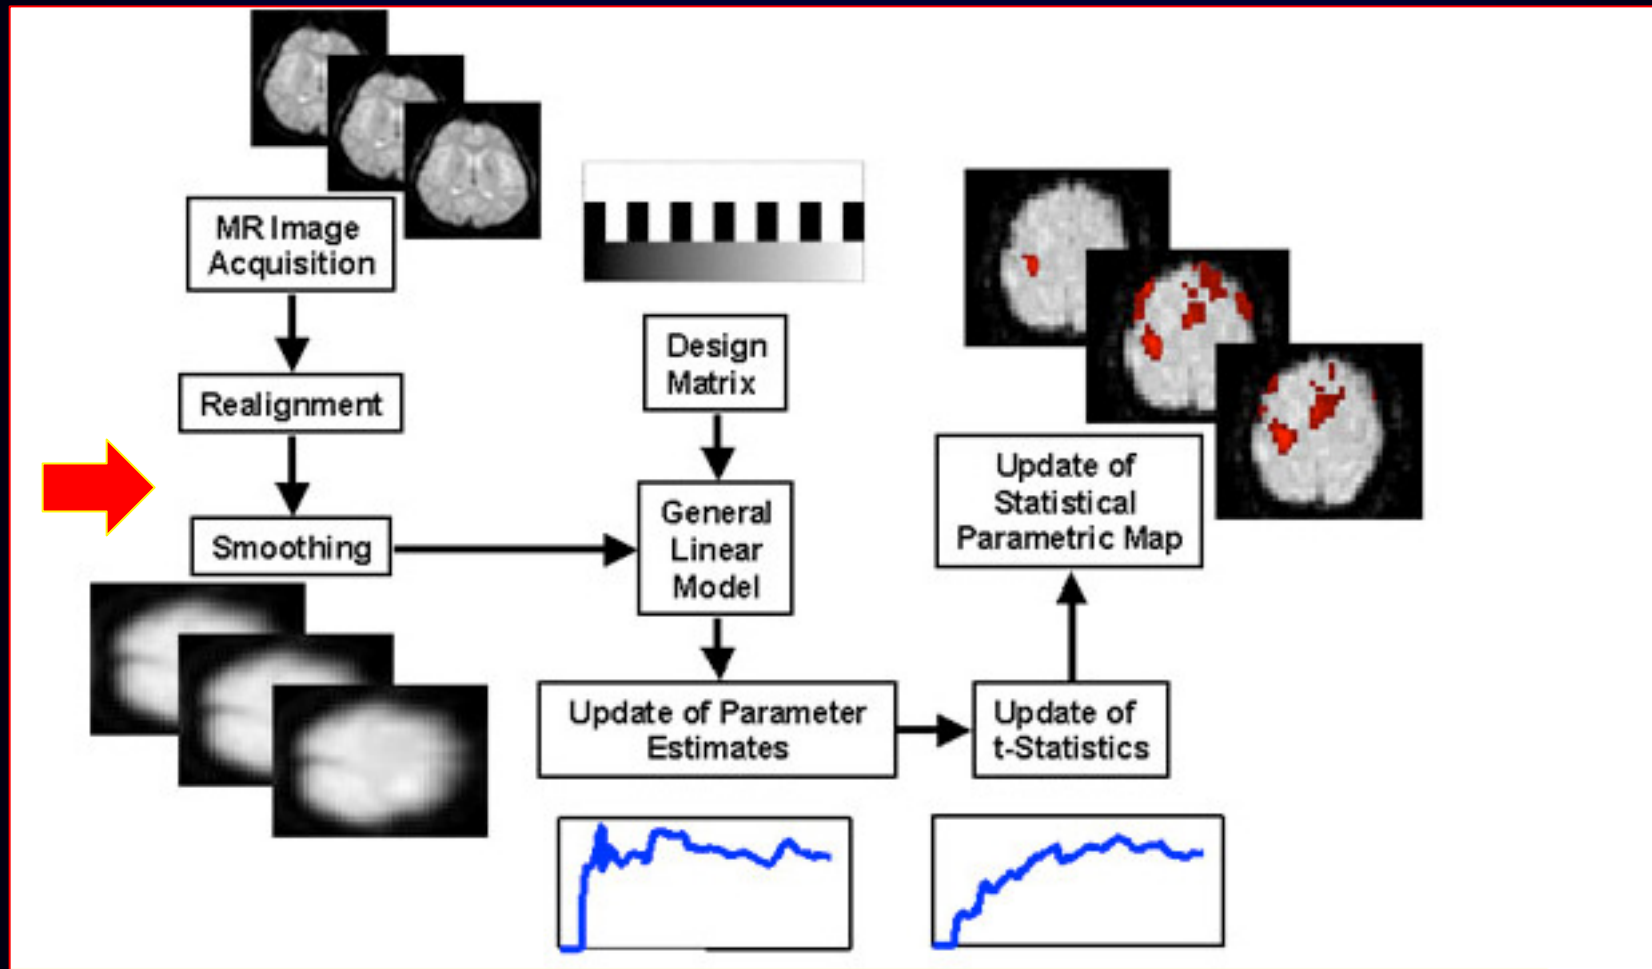 MR Image
Acquisition
Realignment
Smoothing
Design
Matrix
General
Linear
Model
Update of Parameter
Estimates
Update of
t-Statistics
Update of
Statistical
Parametric Map